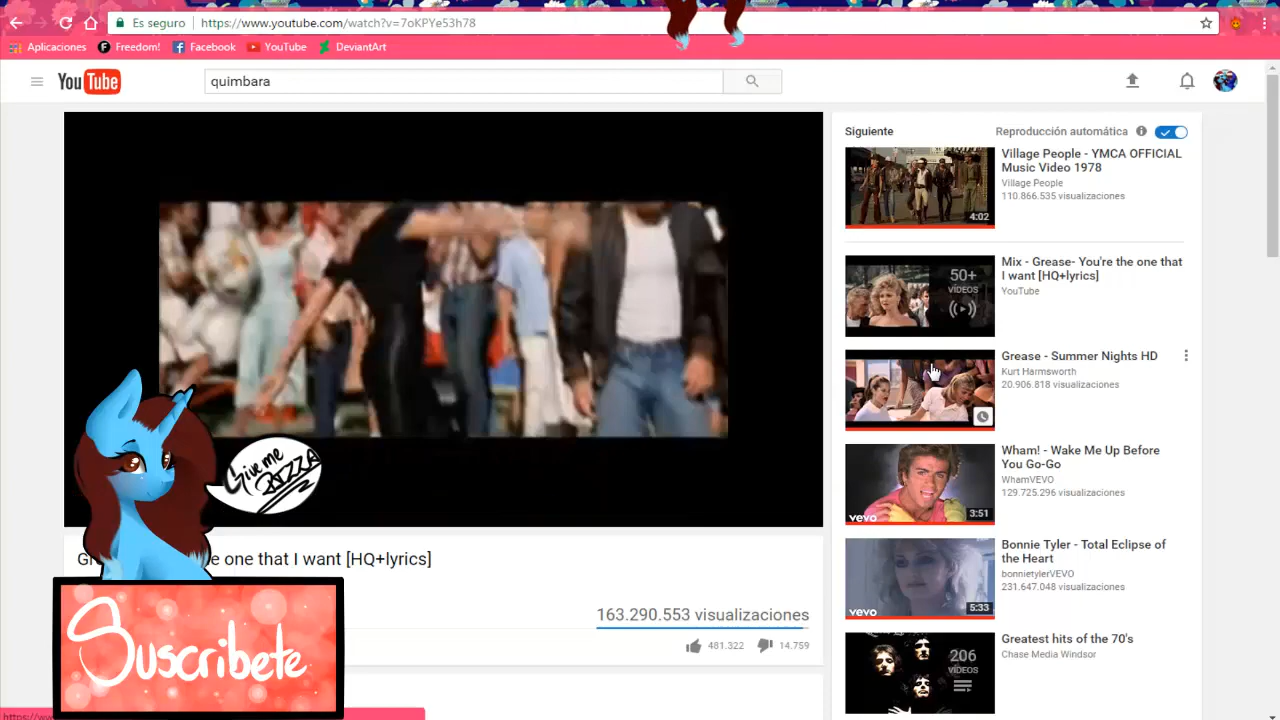 Es seguro
https://www.youtube.com/watch?v=7oKPYe53h78
Aplicaciones
Freedom!
Facebook
YouTube
DeviantArt
YouTube
quimbara
Siguiente
Reproducción automática
Village People - YMCA OFFICIAL
Music Video 1978
Village People
110.866.535 visualizaciones
4:02
Mix - Grease- You're the one that
I want [HQ+lyrics]
YouTube
50+
VÍDEOS
Grease - Summer Nights HD
Kurt Harmsworth
20.906.818 visualizaciones
Wham! - Wake Me Up Before
You Go-Go
WhamVEVO
129.725.296 visualizaciones
vevo
3:51
Bonnie Tyler - Total Eclipse of
the Heart
bonnietylerVEVO
231.647.048 visualizaciones
vevo
5:33
Greatest hits of the 70's
Chase Media Windsor
206
VÍDEOS
Give me
PIZZA
one that I want [HQ+lyrics]
163.290.553 visualizaciones
481.322
14.759
Suscribete